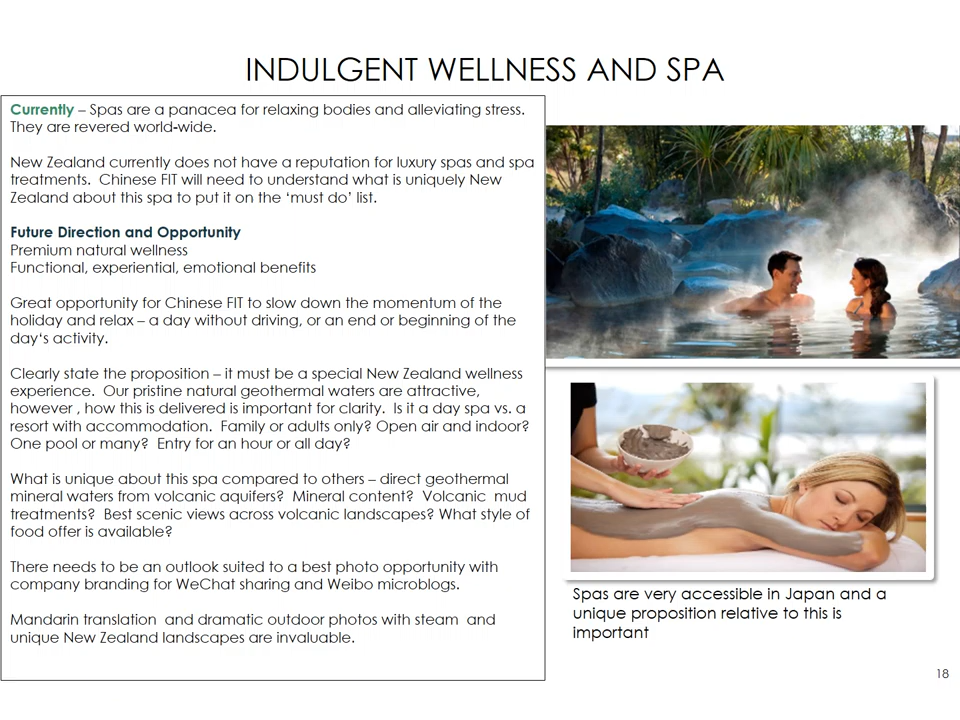 INDULGENT WELLNESS AND SPA
Currently – Spas are a panacea for relaxing bodies and alleviating stress.
They are revered world-wide.
New Zealand currently does not have a reputation for luxury spas and spa
treatments.  Chinese FIT will need to understand what is uniquely New
Zealand about this spa to put it on the ‘must do’ list.
Future Direction and Opportunity
Premium natural wellness
Functional, experiential, emotional benefits
Great opportunity for Chinese FIT to slow down the momentum of the
holiday and relax – a day without driving, or an end or beginning of the
day‘s activity.
Clearly state the proposition – it must be a special New Zealand wellness
experience.  Our pristine natural geothermal waters are attractive,
however , how this is delivered is important for clarity.  Is it a day spa vs. a
resort with accommodation.  Family or adults only? Open air and indoor?
One pool or many?  Entry for an hour or all day?
What is unique about this spa compared to others – direct geothermal
mineral waters from volcanic aquifers?  Mineral content?  Volcanic  mud
treatments?  Best scenic views across volcanic landscapes? What style of
food offer is available?
There needs to be an outlook suited to a best photo opportunity with
company branding for WeChat sharing and Weibo microblogs.
Mandarin translation  and dramatic outdoor photos with steam  and
unique New Zealand landscapes are invaluable.
Spas are very accessible in Japan and a
unique proposition relative to this is
important
18